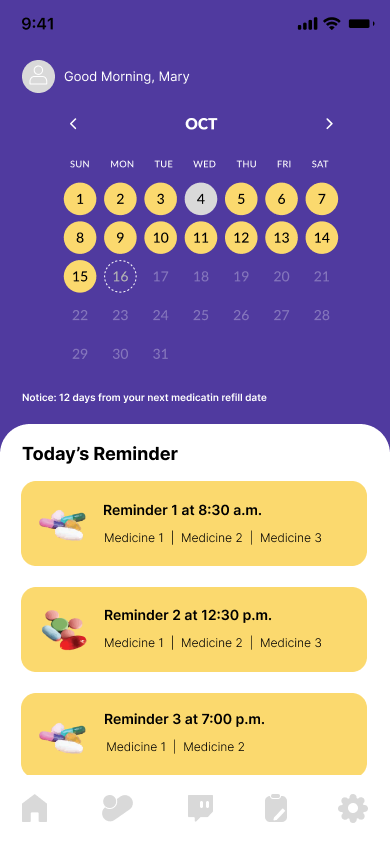 9:41
Good Morning, Mary
OCT
SUN MON TUE WED THU FRI SAT
1 2 3 4 5 6 7
8 9 10 11 12 13 14
15 16 17 18 19 20 21
22 23 24 25 26 27 28
29 30 31
Notice: 12 days from your next medicatin refill date
Today's Reminder
Reminder 1 at 8:30 a.m.
Medicine 1 | Medicine 2 | Medicine 3
Reminder 2 at 12:30 p.m.
Medicine 1 | Medicine 2 | Medicine 3
Reminder 3 at 7:00 p.m.
Medicine 1 | Medicine 2